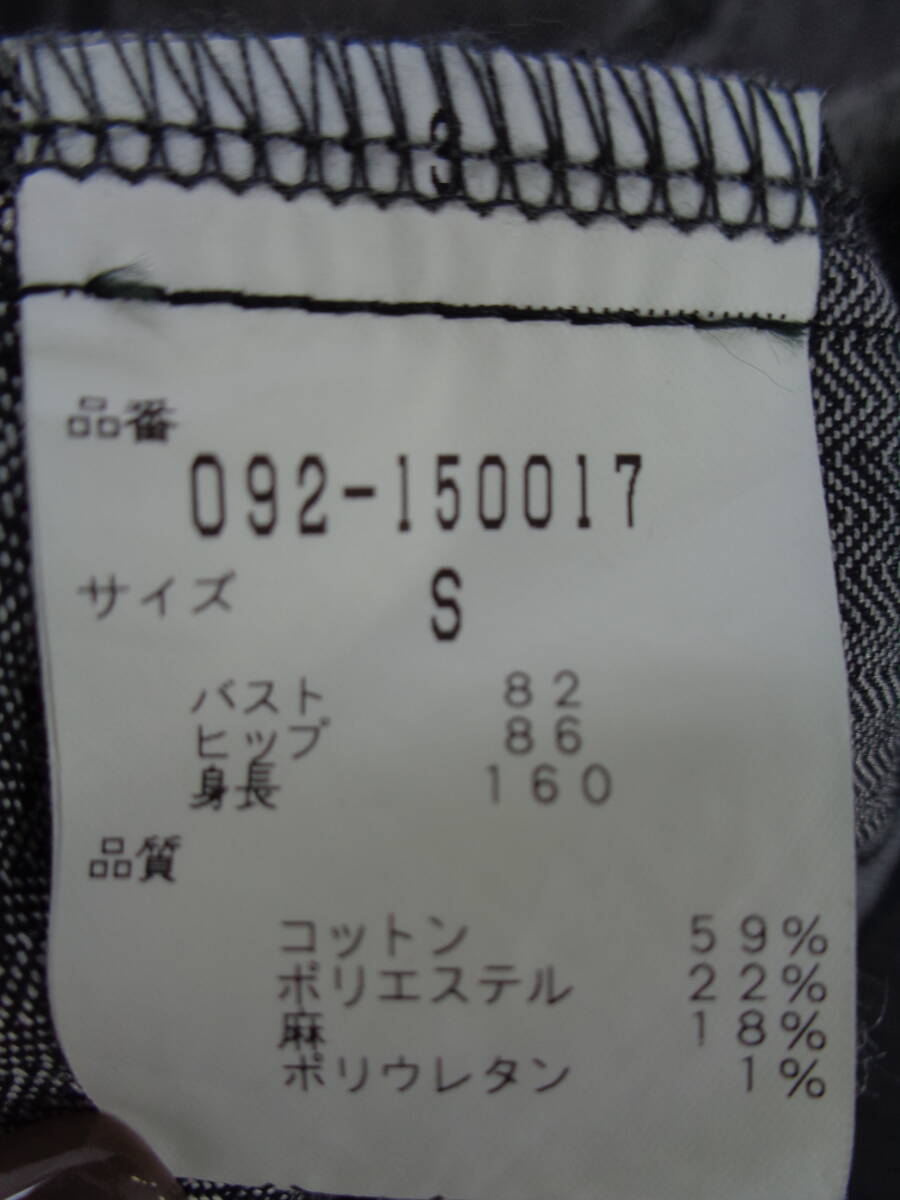 3
品番
092-150017
サイズ S
バスト 82
ヒップ 86
身長 160
品質
コットン 59%
ポリエステル 22%
麻 18%
ポリウレタン 1%